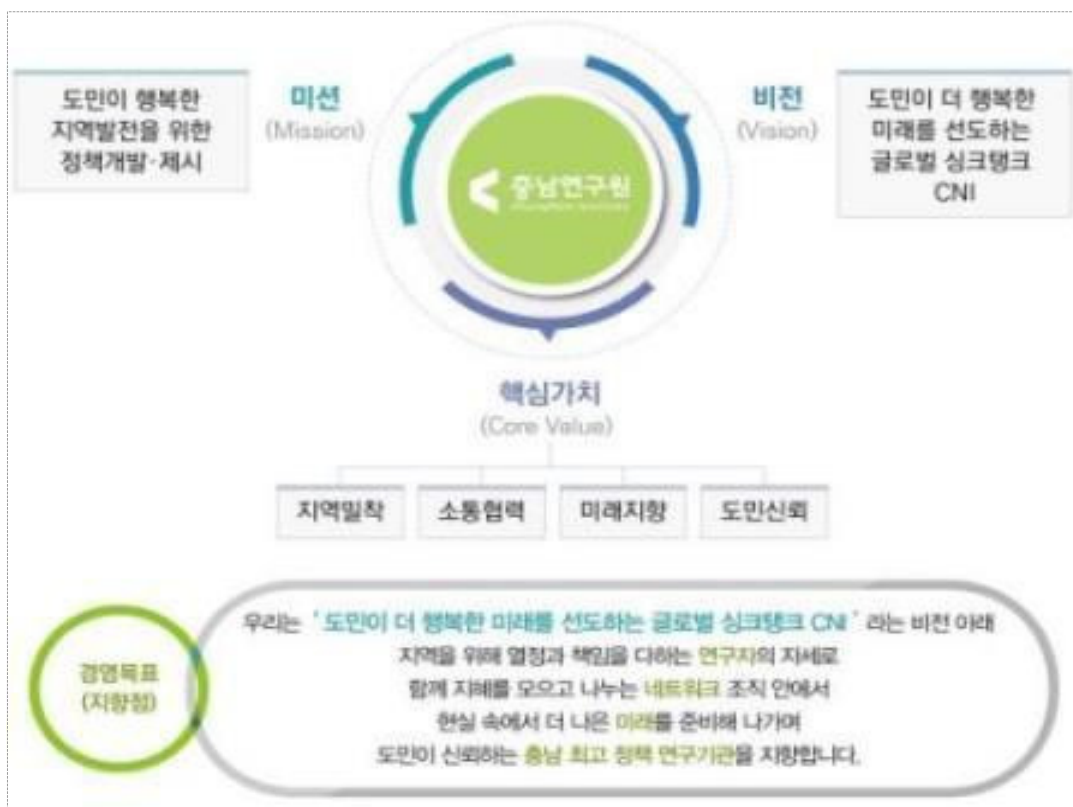 도민이 행복한
지역발전을 위한
정책개발·제시
미션
(Mission)
충남연구원
비전
(Vision)
도민이 더 행복한
미래를 선도하는
글로벌 싱크탱크
CNI
핵심가치
(Core Value)
지역밀착
소통협력
미래지향
도민신뢰
경영목표
(지향점)
우리는 '도민이 더 행복한 미래를 선도하는 글로벌 싱크탱크 CNI' 라는 비전 아래
지역을 위해 열정과 책임을 다하는 연구자의 자세로
함께 지혜를 모으고 나누는 네트워크 조직 안에서
현실 속에서 더 나은 미래를 준비해 나가며
도민이 신뢰하는 충남 최고 정책 연구기관을 지향합니다.